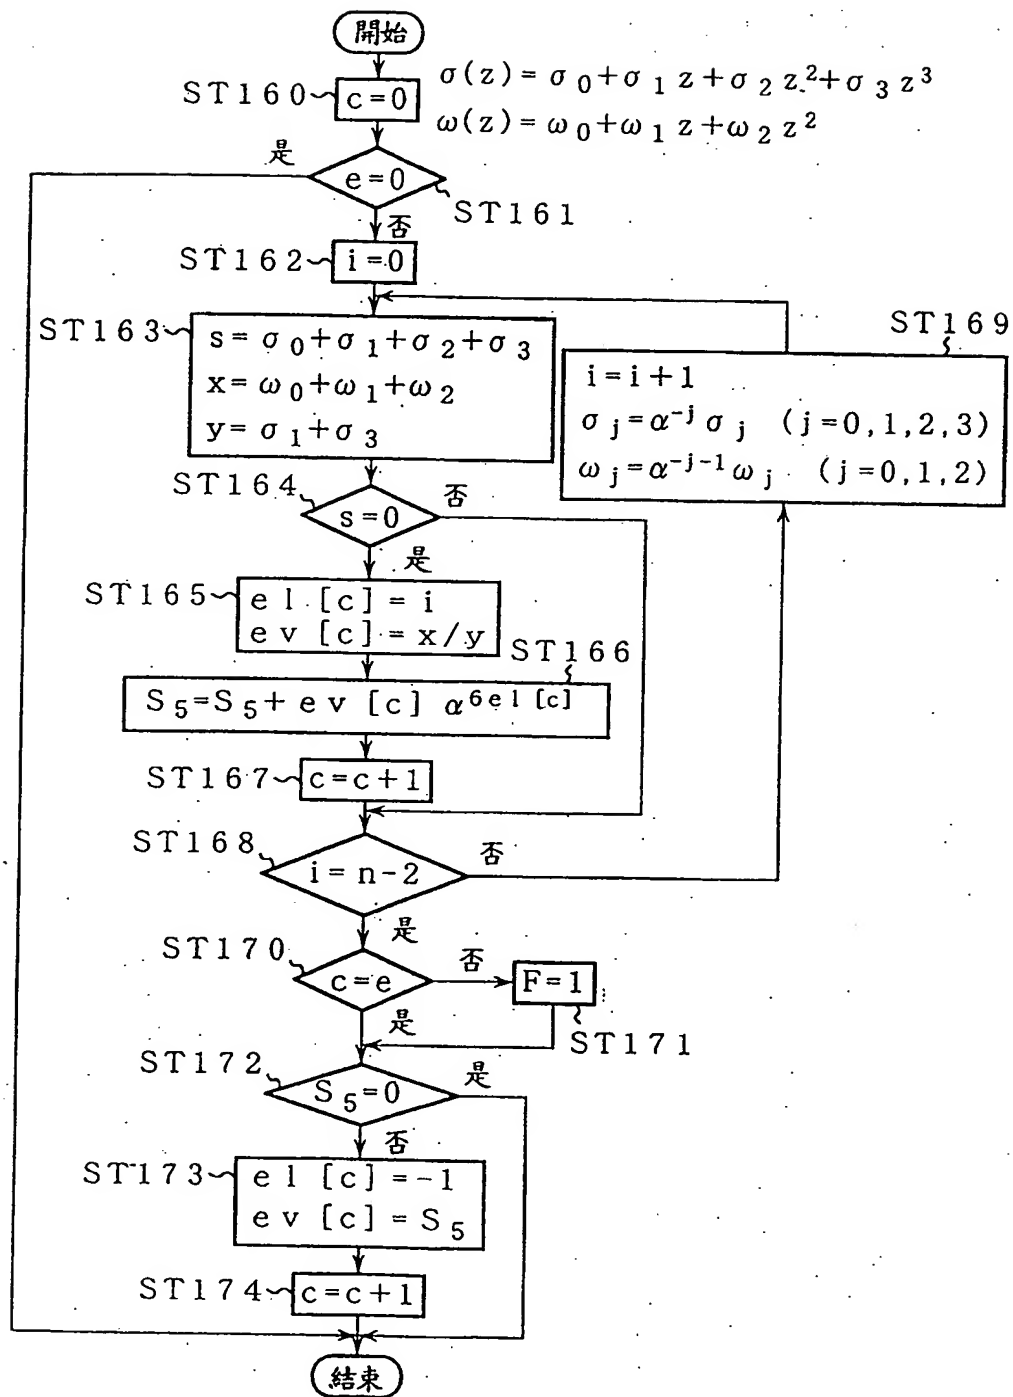 開始
ST160 c=0
σ(z)=σ₀+σ₁z+σ₂z²+σ₃z³
ω(z)=ω₀+ω₁z+ω₂z²
是
e=0
ST161
否
ST162 i=0
ST163
s=σ₀+σ₁+σ₂+σ₃
x=ω₀+ω₁+ω₂
y=σ₁+σ₃
ST169
i=i+1
σⱼ=α⁻ʲσⱼ (j=0,1,2,3)
ωⱼ=α⁻ʲ⁻¹ωⱼ (j=0,1,2)
ST164
s=0
否
是
ST165
el[c]=i
ev[c]=x/y
ST166
S₅=S₅+ev[c] α^6el[c]
ST167 c=c+1
ST168
i=n-2
否
是
ST170
c=e
否
F=1
ST171
是
ST172
S₅=0
是
否
ST173
el[c]=-1
ev[c]=S₅
ST174 c=c+1
結束